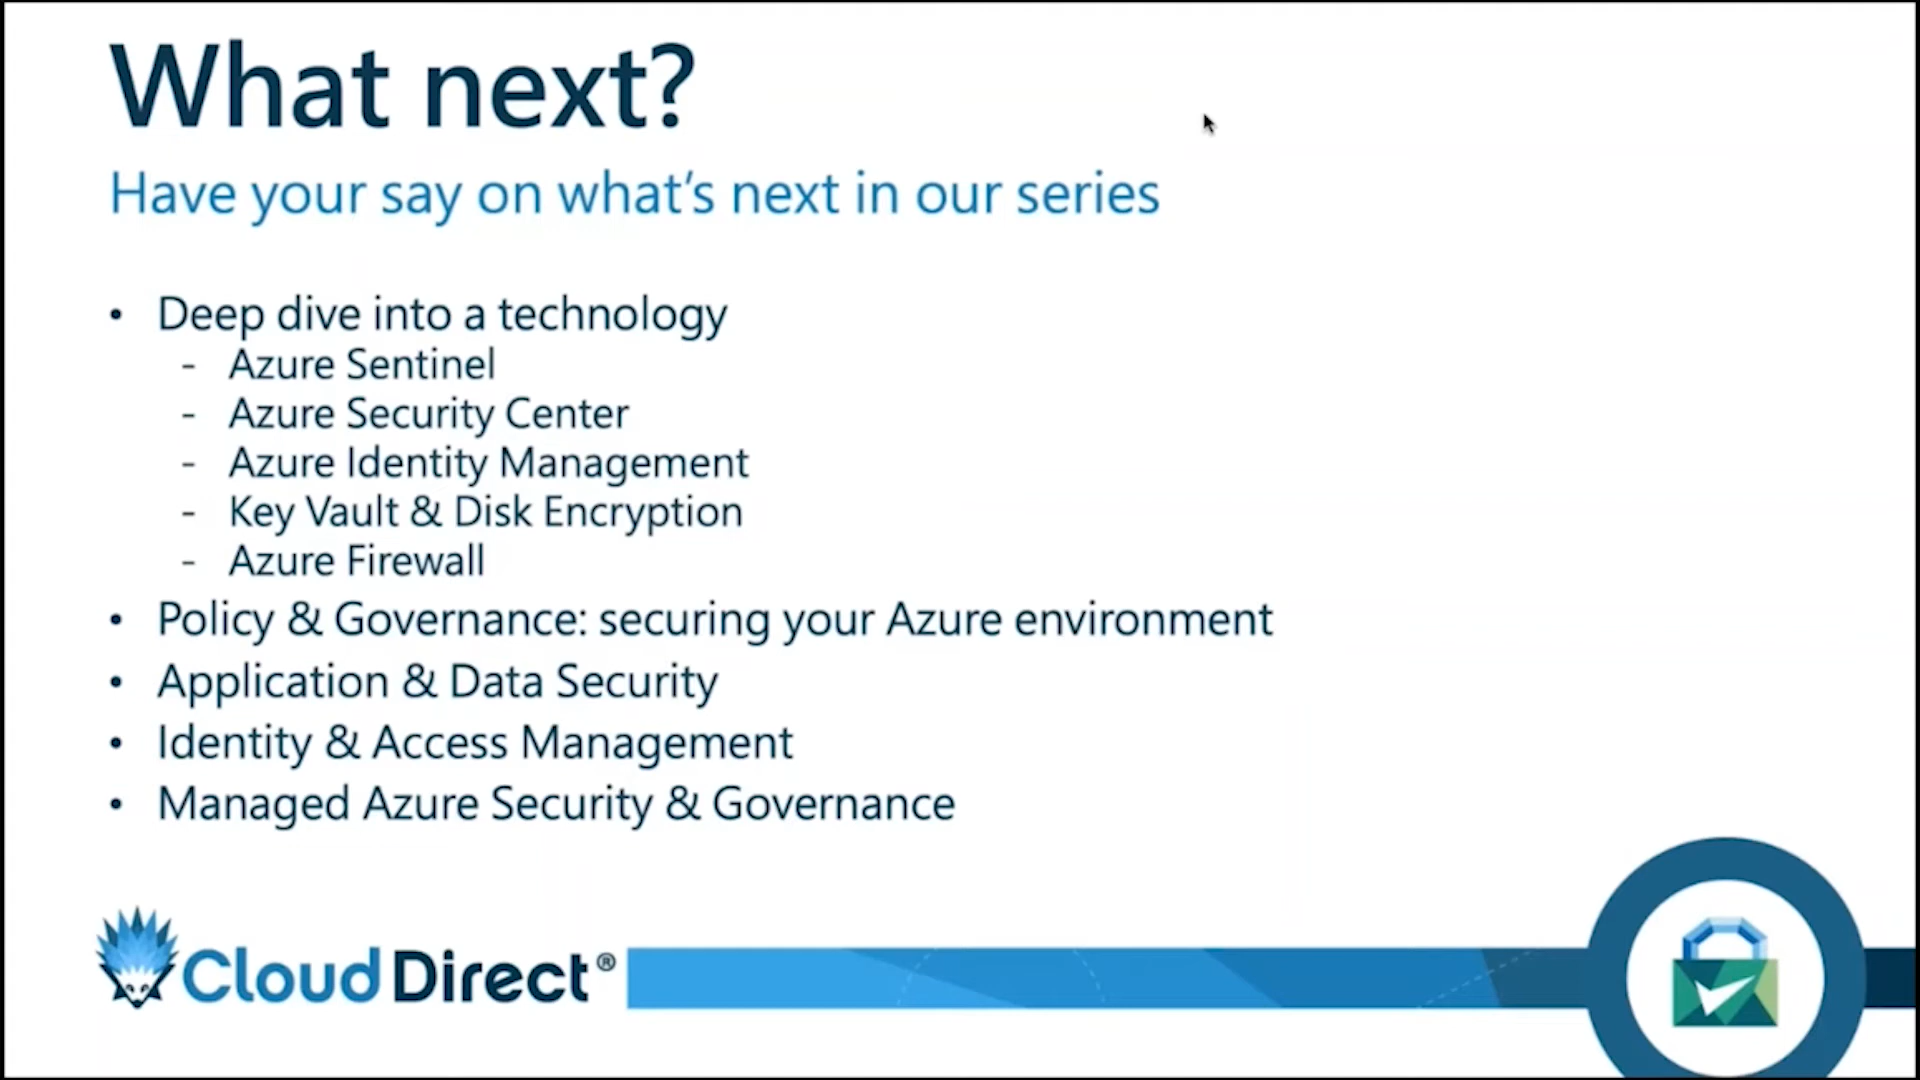 What next?
Have your say on what's next in our series
• Deep dive into a technology
- Azure Sentinel
- Azure Security Center
- Azure Identity Management
- Key Vault & Disk Encryption
- Azure Firewall
• Policy & Governance: securing your Azure environment
• Application & Data Security
• Identity & Access Management
• Managed Azure Security & Governance
Cloud Direct®